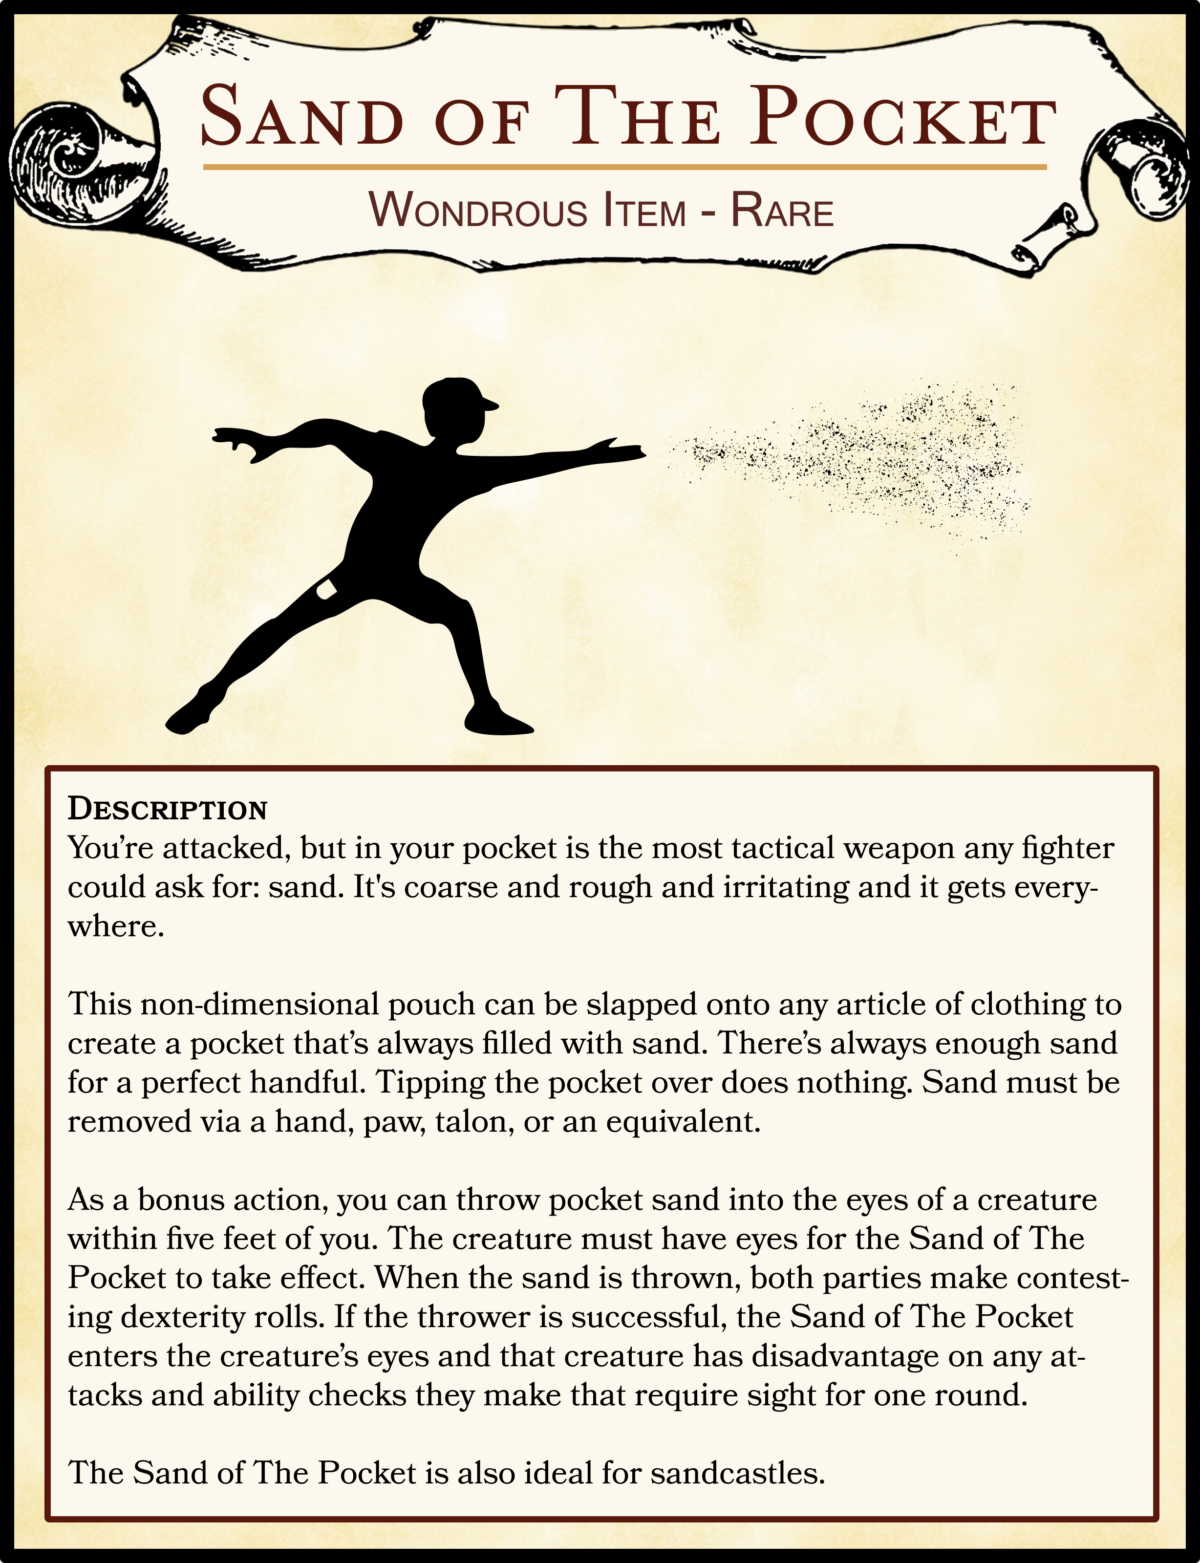 Sand of The Pocket
Wondrous Item - Rare
Description
You’re attacked, but in your pocket is the most tactical weapon any fighter
could ask for: sand. It's coarse and rough and irritating and it gets every-
where.
This non-dimensional pouch can be slapped onto any article of clothing to
create a pocket that’s always filled with sand. There’s always enough sand
for a perfect handful. Tipping the pocket over does nothing. Sand must be
removed via a hand, paw, talon, or an equivalent.
As a bonus action, you can throw pocket sand into the eyes of a creature
within five feet of you. The creature must have eyes for the Sand of The
Pocket to take effect. When the sand is thrown, both parties make contest-
ing dexterity rolls. If the thrower is successful, the Sand of The Pocket
enters the creature’s eyes and that creature has disadvantage on any at-
tacks and ability checks they make that require sight for one round.
The Sand of The Pocket is also ideal for sandcastles.